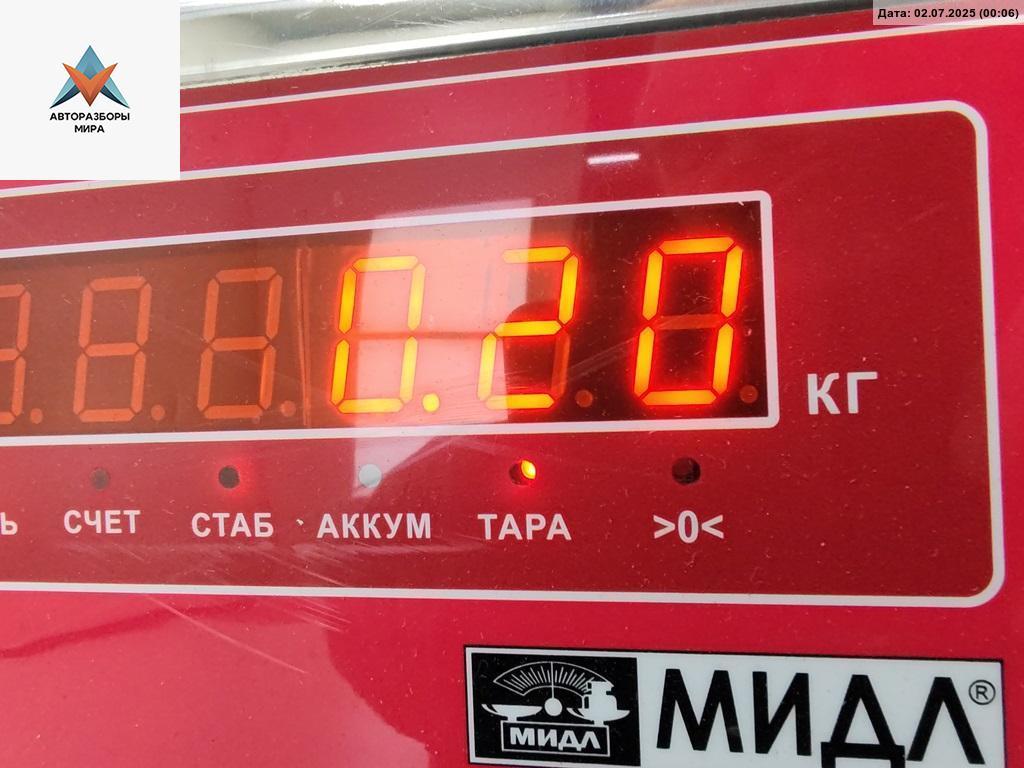 Дата: 02.07.2025 (00:06)
АВТОРАЗБОРЫ
МИРА
0.20
КГ
Ь СЧЕТ СТАБ АККУМ ТАРА >0<
МИДЛ
МИДЛ®